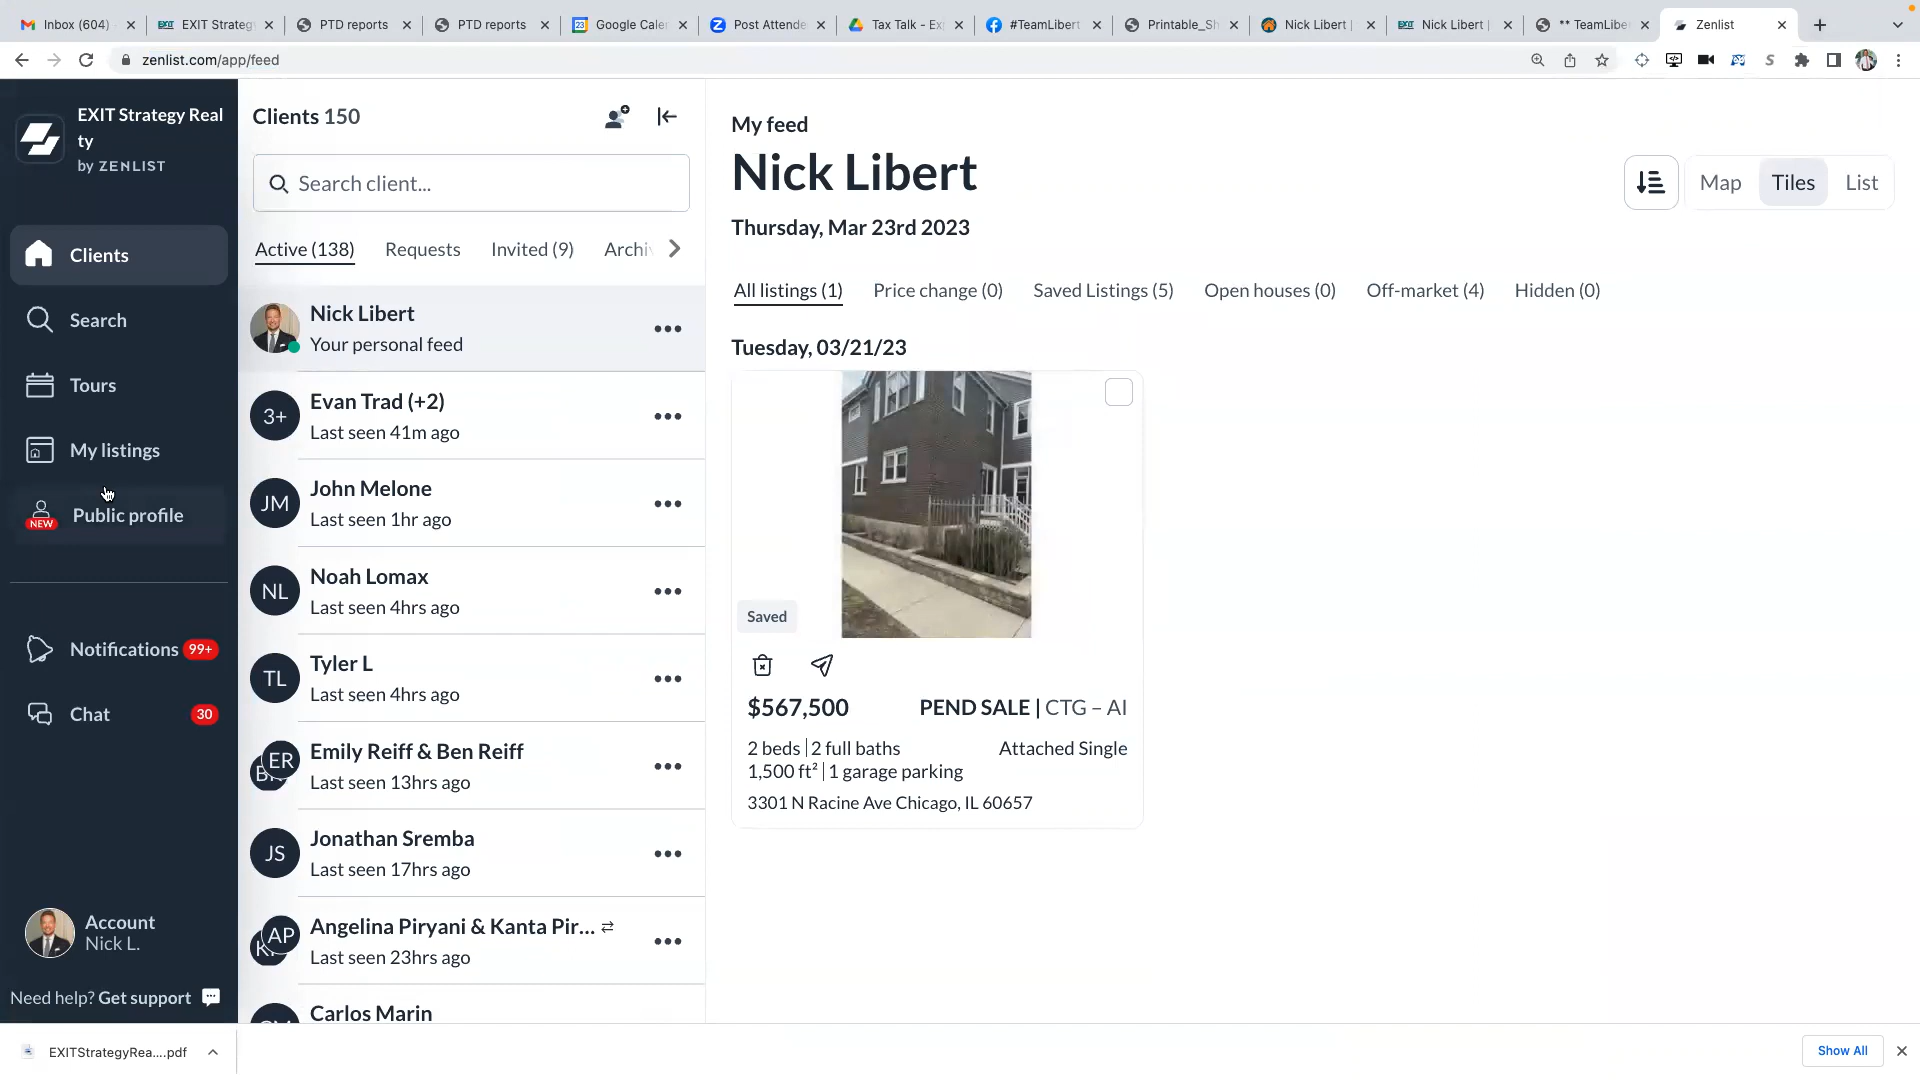 Inbox (604)
EXIT Strateg
PTD reports
PTD reports
Google Cale
Post Attende
Tax Talk - Ex
#TeamLibert
Printable_Sh
Nick Libert |
Nick Libert |
** TeamLibe
Zenlist
zenlist.com/app/feed
EXIT Strategy Real
ty
by ZENLIST
Clients
Search
Tours
My listings
Public profile
NEW
Notifications 99+
Chat 30
Account
Nick L.
Need help? Get support
Clients 150
Search client...
Active (138) Requests Invited (9) Archi
Nick Libert
Your personal feed
3+
Evan Trad (+2)
Last seen 41m ago
JM
John Melone
Last seen 1hr ago
NL
Noah Lomax
Last seen 4hrs ago
TL
Tyler L
Last seen 4hrs ago
ER
Emily Reiff & Ben Reiff
Last seen 13hrs ago
JS
Jonathan Sremba
Last seen 17hrs ago
AP
Angelina Piryani & Kanta Pir...
Last seen 23hrs ago
Carlos Marin
My feed
Nick Libert
Thursday, Mar 23rd 2023
Map Tiles List
All listings (1) Price change (0) Saved Listings (5) Open houses (0) Off-market (4) Hidden (0)
Tuesday, 03/21/23
Saved
$567,500 PEND SALE | CTG – AI
2 beds | 2 full baths Attached Single
1,500 ft² | 1 garage parking
3301 N Racine Ave Chicago, IL 60657
EXITStrategyRea....pdf
Show All